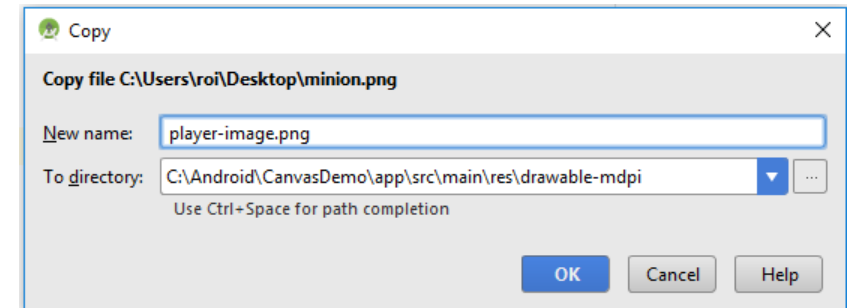 Copy
Copy file C:\Users\roi\Desktop\minion.png
New name: player-image.png
To directory: C:\Android\CanvasDemo\app\src\main\res\drawable-mdpi ...
Use Ctrl+Space for path completion
OK Cancel Help